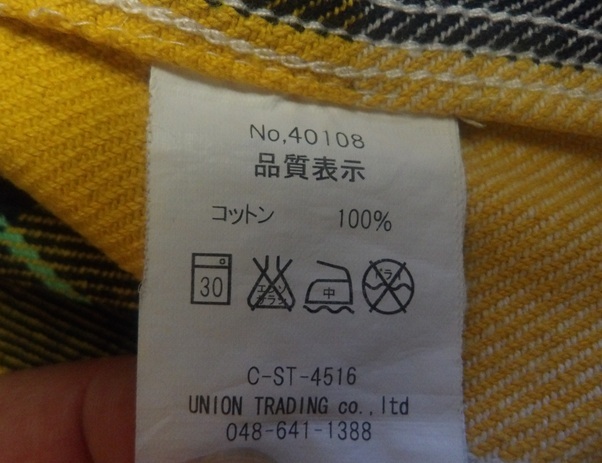 No,40108
品質表示
コットン 100%
30 エンソサラシ 中 ドライ
C-ST-4516
UNION TRADING co.,ltd
048-641-1388